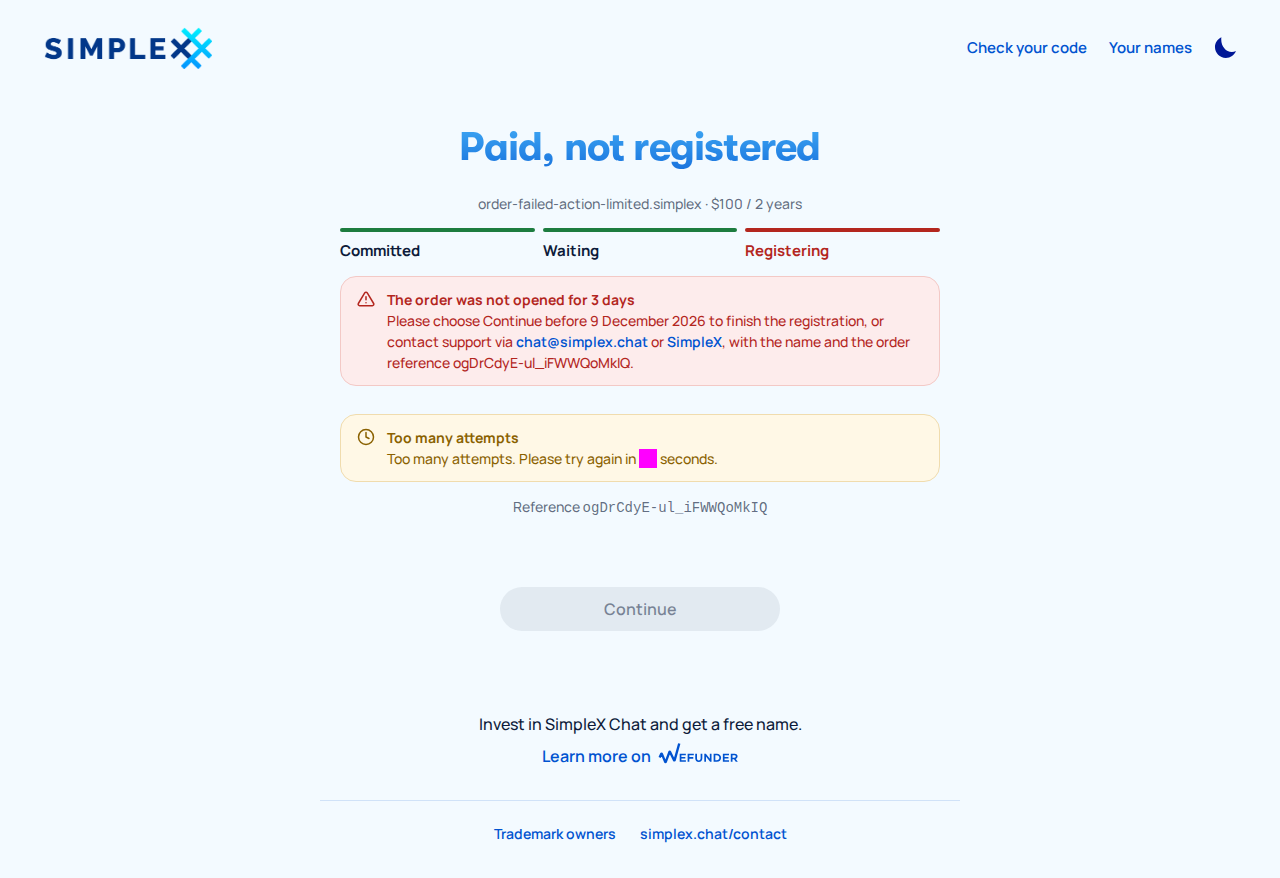 SIMPLEX
Check your code
Your names
Paid, not registered
order-failed-action-limited.simplex · $100 / 2 years
Committed
Waiting
Registering
The order was not opened for 3 days
Please choose Continue before 9 December 2026 to finish the registration, or
contact support via chat@simplex.chat or SimpleX, with the name and the order
reference ogDrCdyE-ul_iFWWQoMkIQ.
Too many attempts
Too many attempts. Please try again in seconds.
Reference ogDrCdyE-ul_iFWWQoMkIQ
Continue
Invest in SimpleX Chat and get a free name.
Learn more on WEFUNDER
Trademark owners
simplex.chat/contact